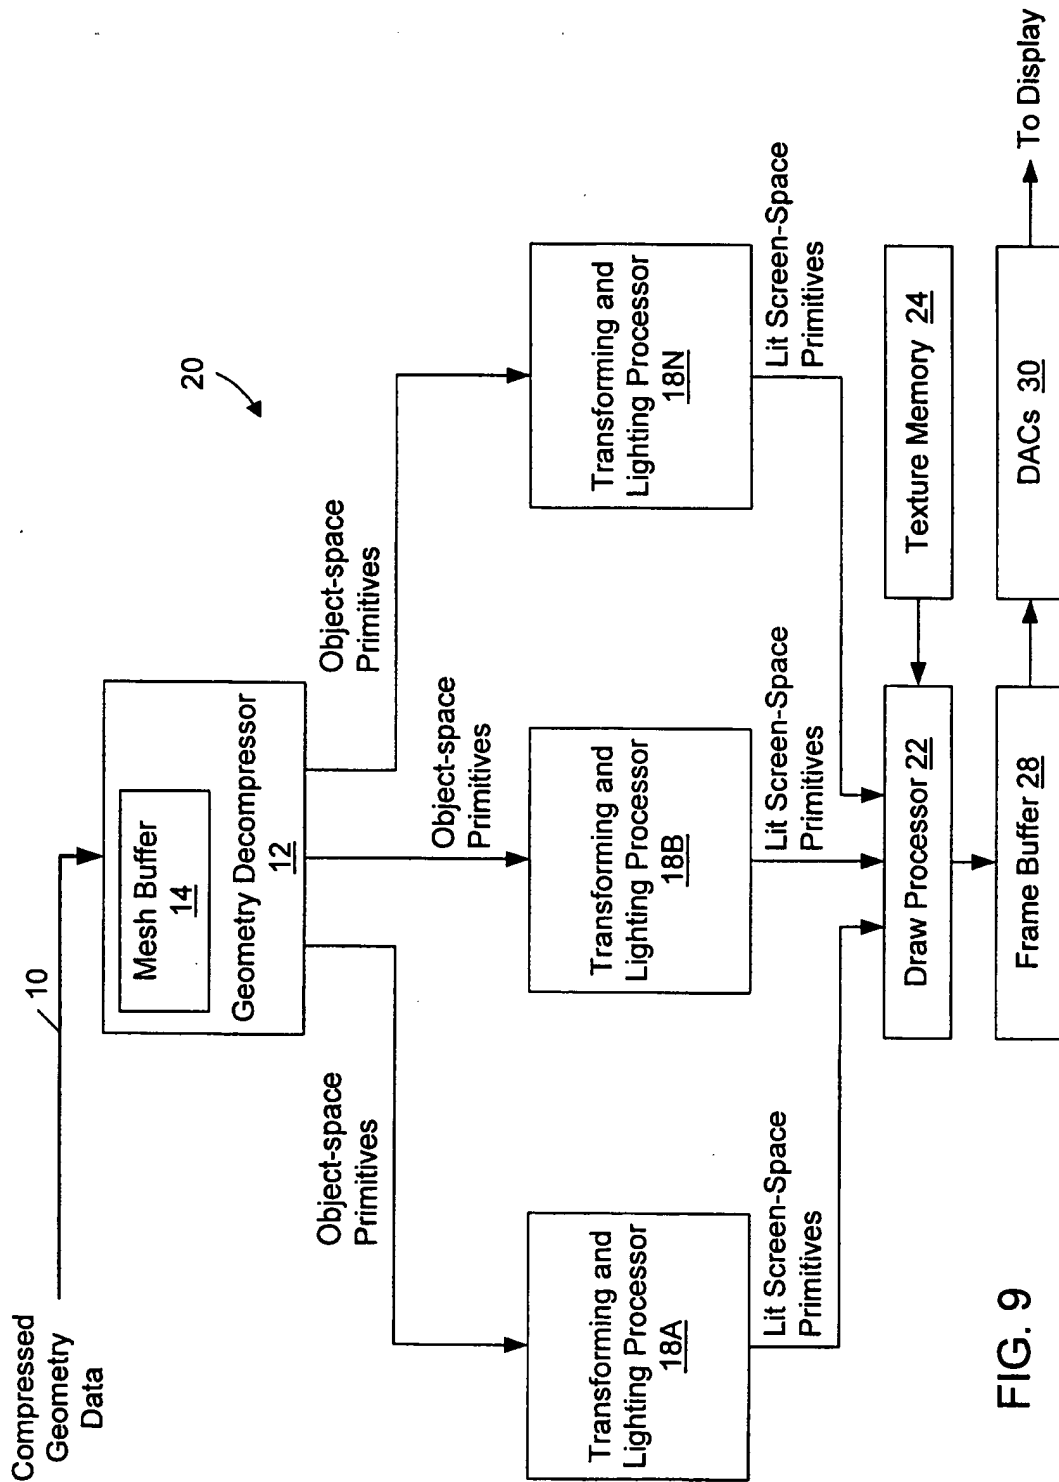 Compressed
Geometry
Data
10
Mesh Buffer
14
Geometry Decompressor
12
20
Object-space
Primitives
Object-space
Primitives
Object-space
Primitives
Transforming and
Lighting Processor
18A
Transforming and
Lighting Processor
18B
Transforming and
Lighting Processor
18N
Lit Screen-Space
Primitives
Lit Screen-Space
Primitives
Lit Screen-Space
Primitives
Draw Processor 22
Texture Memory 24
Frame Buffer 28
DACs 30
To Display
FIG. 9